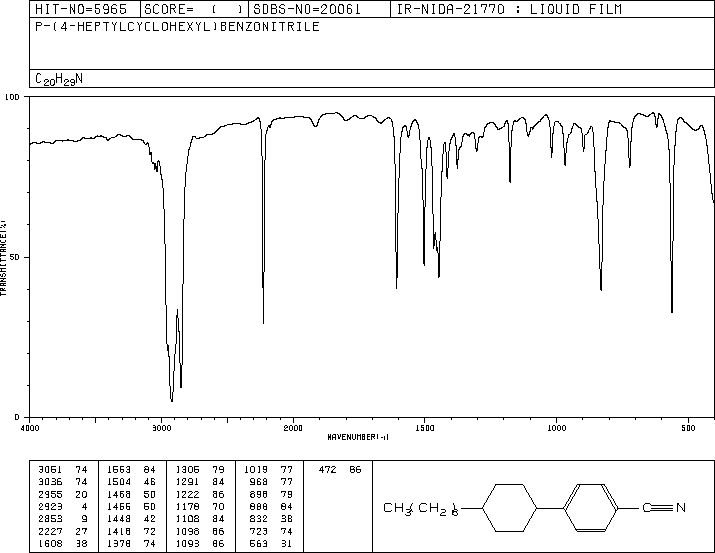 HIT-NO=5965 SCORE= ( ) SDBS-NO=20061 IR-NIDA-21770 : LIQUID FILM
P-(4-HEPTYLCYCLOHEXYL)BENZONITRILE
C20H29N
100
50
0
TRANSMITTANCE(%)
4000 3000 2000 1500 1000 500
WAVENUMBER(-1)
3061 74 1563 84 1306 79 1019 77 472 86
3036 74 1504 46 1291 84 968 77
2955 20 1468 50 1222 86 898 79
2923 4 1456 50 1178 70 888 84
2853 9 1448 42 1108 84 832 38
2227 27 1418 72 1098 86 723 74
1608 38 1378 74 1093 86 563 31
CH3(CH2)6 C≡N